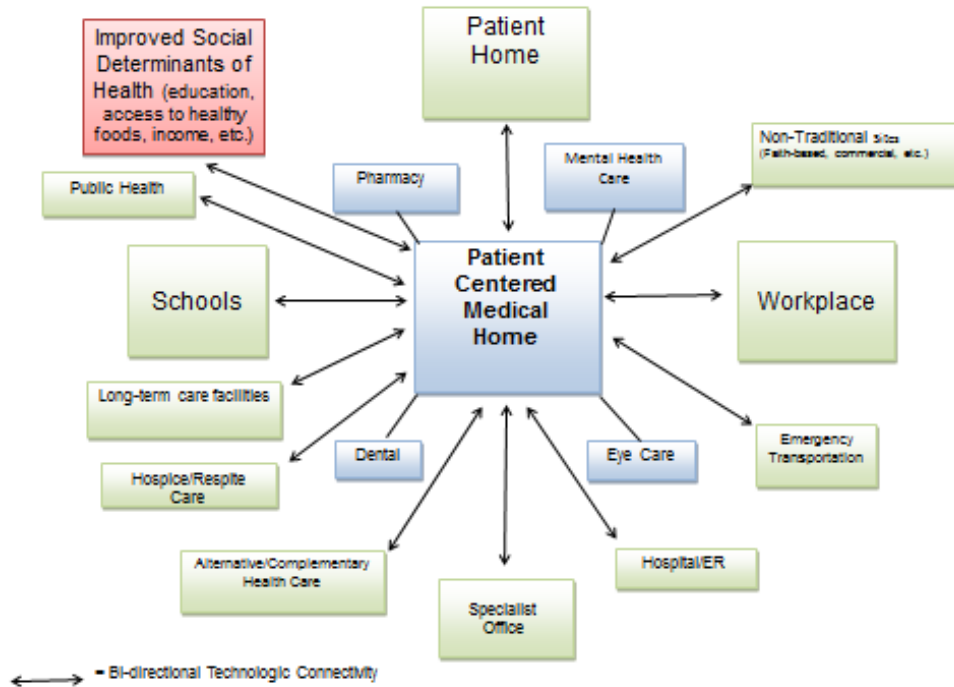 Improved Social
Determinants of
Health (education,
access to healthy
foods, income, etc.)
Patient
Home
Non-Traditional Sites
(Faith-based, commercial, etc.)
Public Health
Pharmacy
Mental Health
Care
Patient
Centered
Medical
Home
Schools
Workplace
Long-term care facilities
Dental
Eye Care
Emergency
Transportation
Hospice/Respite
Care
Alternative/Complementary
Health Care
Specialist
Office
Hospital/ER
= Bi-directional Technologic Connectivity